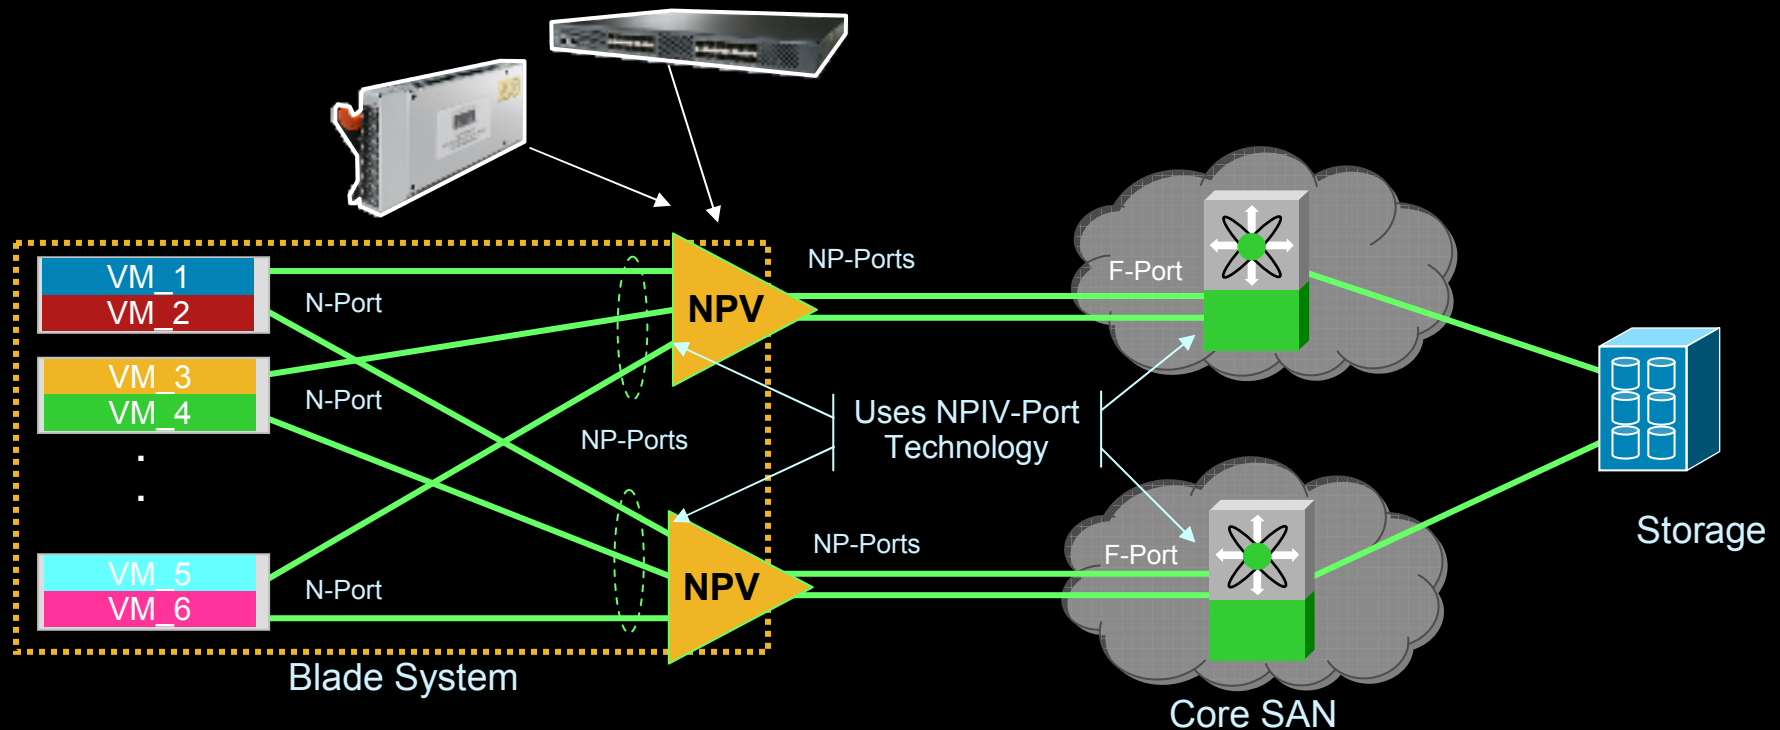 VM_1
VM_2
N-Port
VM_3
VM_4
N-Port
.
.
VM_5
VM_6
N-Port
Blade System
NPV
NPV
NP-Ports
NP-Ports
NP-Ports
Uses NPIV-Port
Technology
F-Port
F-Port
Core SAN
Storage